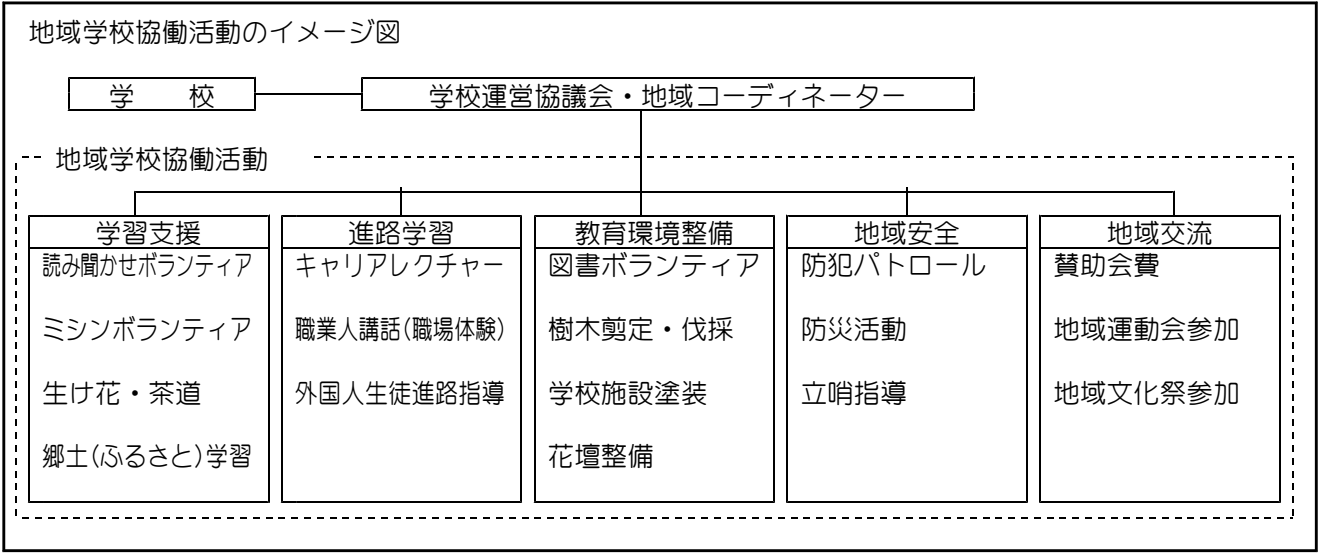 地域学校協働活動のイメージ図
学　　校
学校運営協議会・地域コーディネーター
地域学校協働活動
学習支援
読み聞かせボランティア
ミシンボランティア
生け花・茶道
郷土(ふるさと)学習
進路学習
キャリアレクチャー
職業人講話(職場体験)
外国人生徒進路指導
教育環境整備
図書ボランティア
樹木剪定・伐採
学校施設塗装
花壇整備
地域安全
防犯パトロール
防災活動
立哨指導
地域交流
賛助会費
地域運動会参加
地域文化祭参加